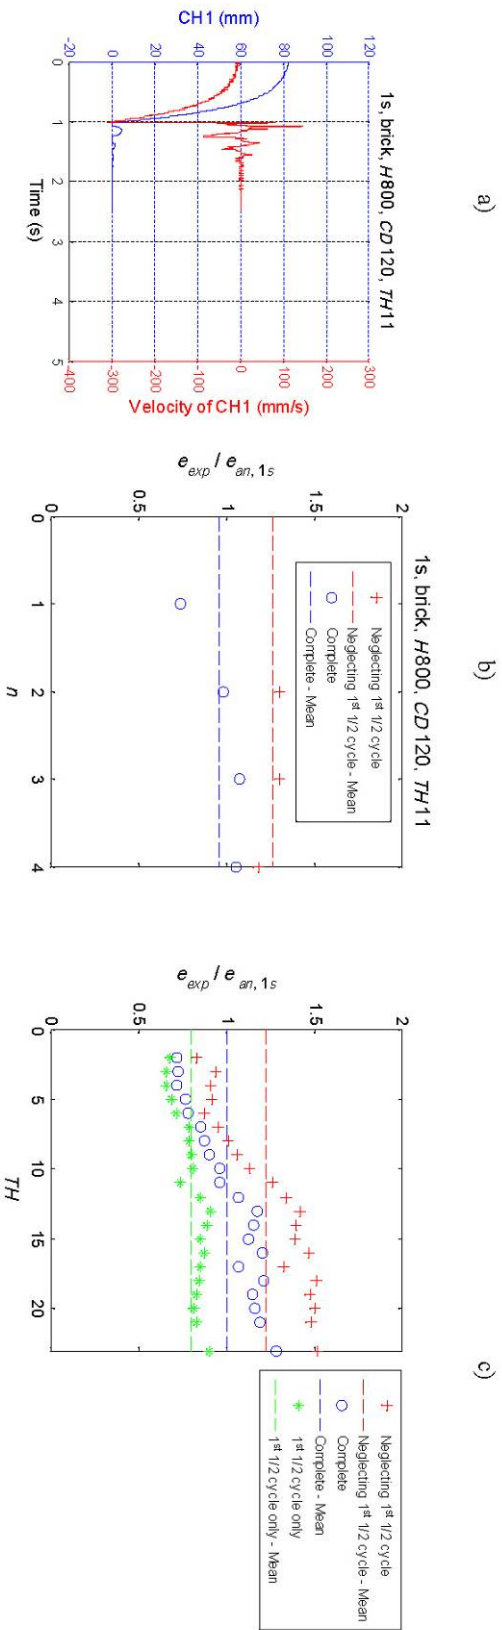 a)
1s, brick, H800, CD120, TH11
CH1 (mm)
120
100
80
60
40
20
0
-20
0
1
2
3
4
5
Time (s)
300
200
100
0
-100
-200
-300
-400
Velocity of CH1 (mm/s)
b)
1s, brick, H800, CD120, TH11
e exp / e an, 1s
2
1.5
1
0.5
0
0
1
2
3
4
n
Neglecting 1st 1/2 cycle
Neglecting 1st 1/2 cycle - Mean
Complete
Complete - Mean
c)
e exp / e an, 1s
2
1.5
1
0.5
0
0
5
10
15
20
TH
Neglecting 1st 1/2 cycle
Neglecting 1st 1/2 cycle - Mean
Complete
Complete - Mean
1st 1/2 cycle only
1st 1/2 cycle only - Mean